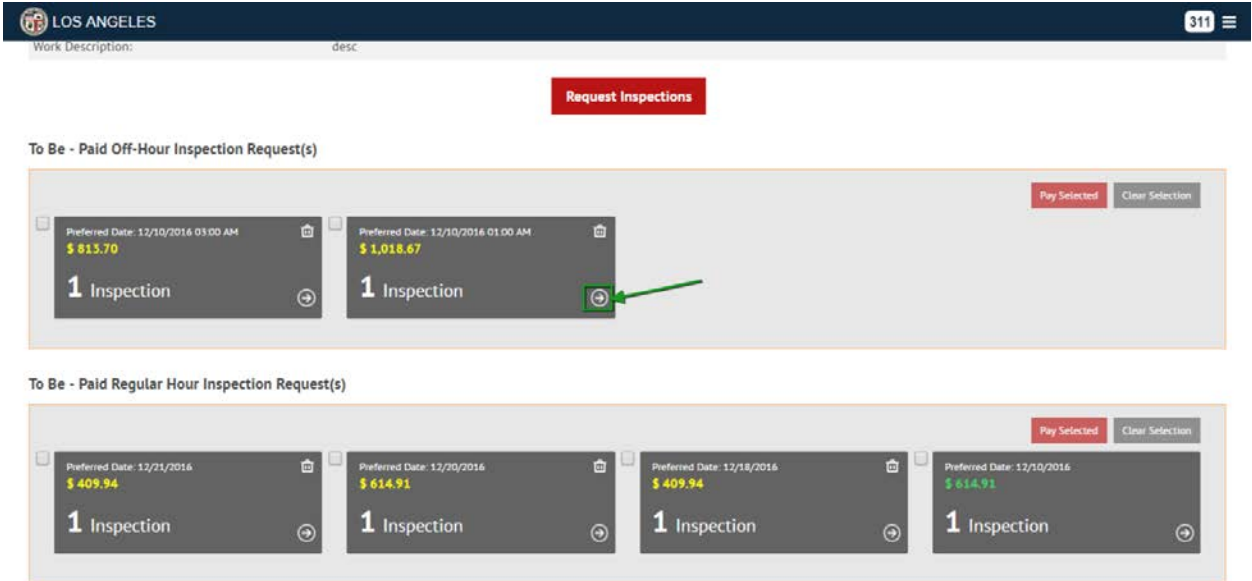 LOS ANGELES
311
Work Description: desc
Request Inspections
To Be - Paid Off-Hour Inspection Request(s)
Pay Selected Clear Selection
Preferred Date: 12/10/2016 03:00 AM
$ 813.70
1 Inspection
Preferred Date: 12/10/2016 01:00 AM
$ 1,018.67
1 Inspection
To Be - Paid Regular Hour Inspection Request(s)
Pay Selected Clear Selection
Preferred Date: 12/21/2016
$ 409.94
1 Inspection
Preferred Date: 12/20/2016
$ 614.91
1 Inspection
Preferred Date: 12/18/2016
$ 409.94
1 Inspection
Preferred Date: 12/10/2016
$ 614.91
1 Inspection